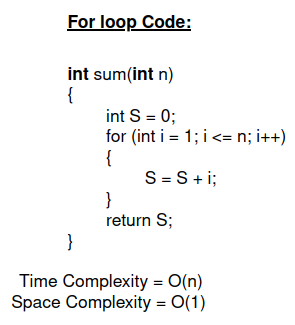 For loop Code:
int sum(int n)
{
int S = 0;
for (int i = 1; i <= n; i++)
{
S = S + i;
}
return S;
}
Time Complexity = O(n)
Space Complexity = O(1)